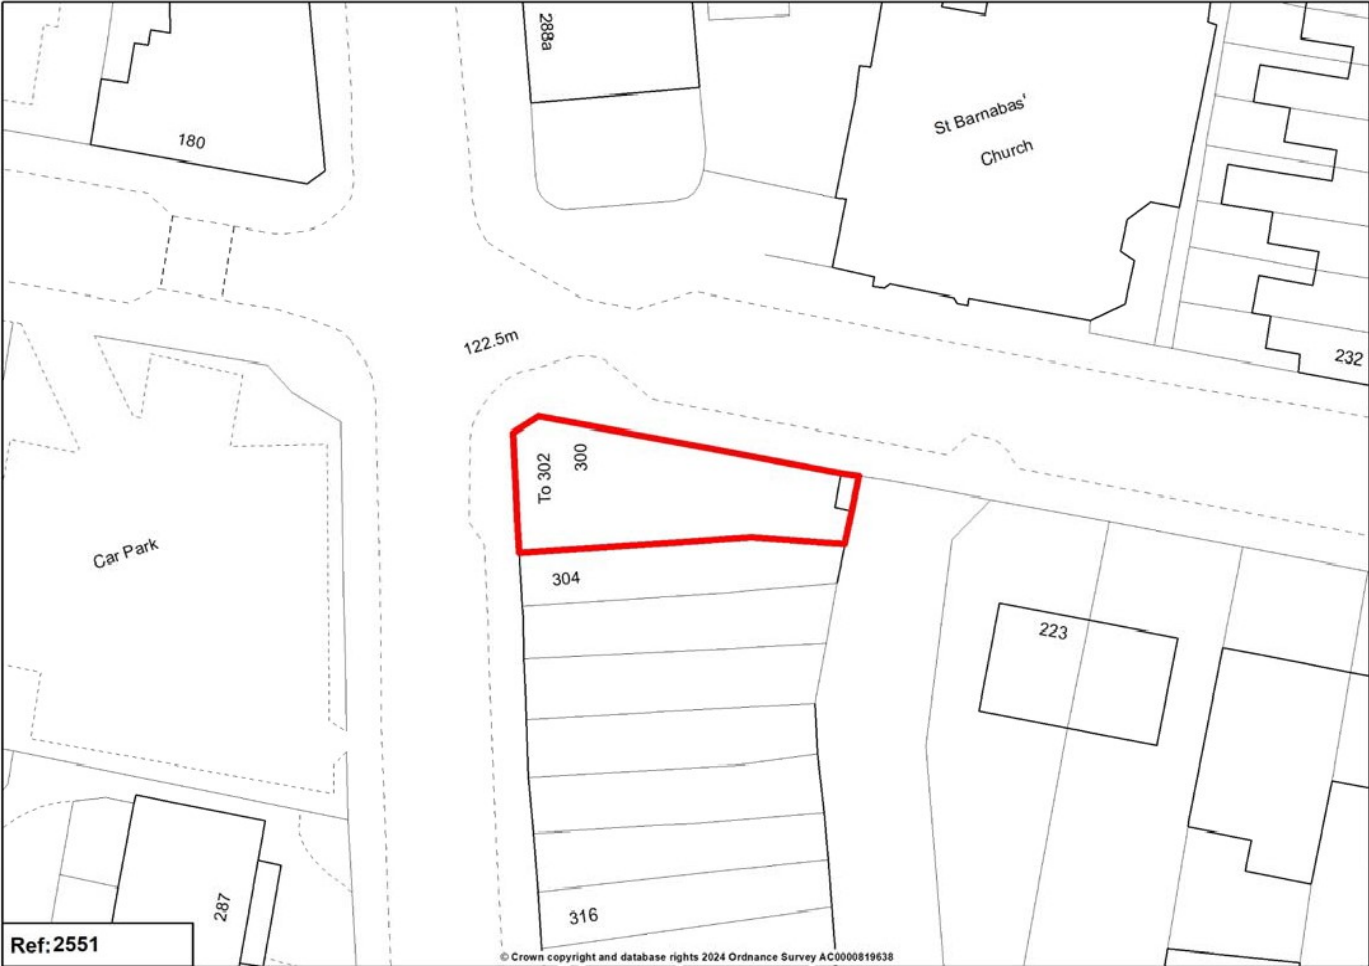 288a
St Barnabas'
Church
180
122.5m
232
300
To 302
Car Park
304
223
287
316
Ref:2551
© Crown copyright and database rights 2024 Ordnance Survey AC0000819638